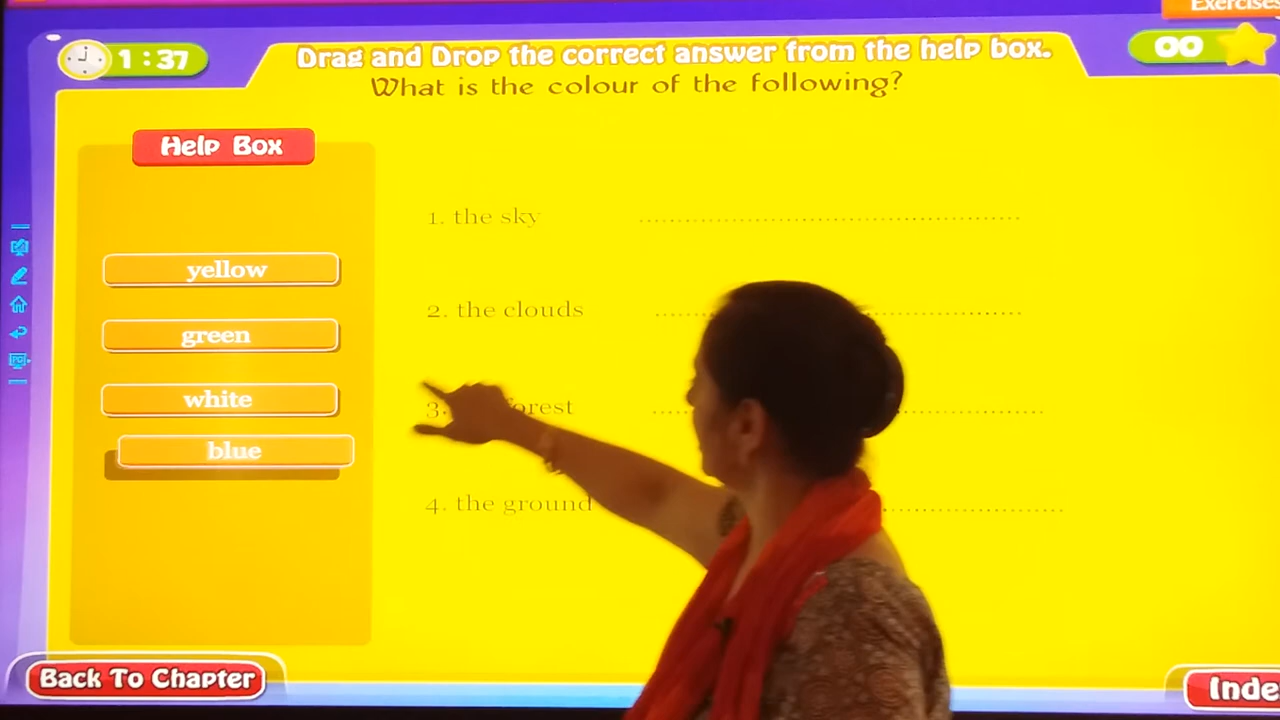 Exercises
1:37
Drag and Drop the correct answer from the help box.
00
What is the colour of the following?
Help Box
1. the sky ........................................
yellow
2. the clouds ........................................
green
white
3. forest ........................................
blue
4. the ground ........................................
Back To Chapter
Inde